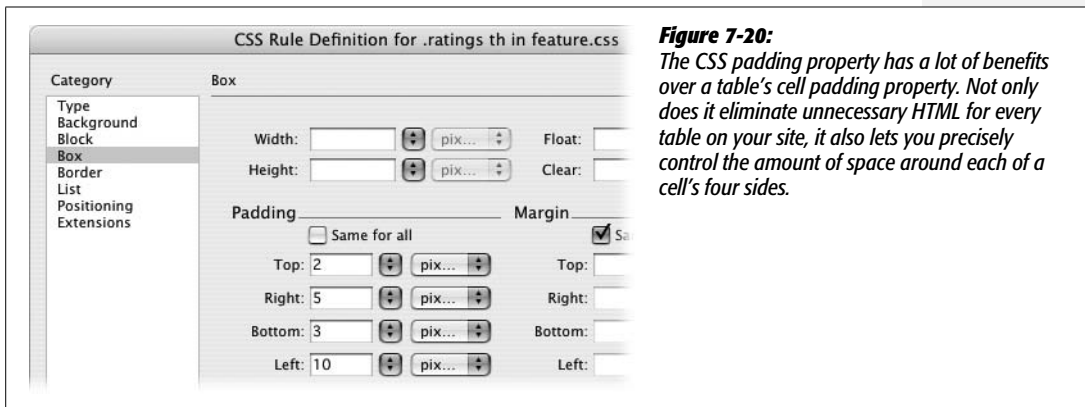 CSS Rule Definition for .ratings th in feature.css
Category
Type
Background
Block
Box
Border
List
Positioning
Extensions
Box
Width: pix... Float:
Height: pix... Clear:
Padding Margin
Same for all
Top: 2 pix... Top:
Right: 5 pix... Right:
Bottom: 3 pix... Bottom:
Left: 10 pix... Left:
Figure 7-20:
The CSS padding property has a lot of benefits
over a table's cell padding property. Not only
does it eliminate unnecessary HTML for every
table on your site, it also lets you precisely
control the amount of space around each of a
cell's four sides.